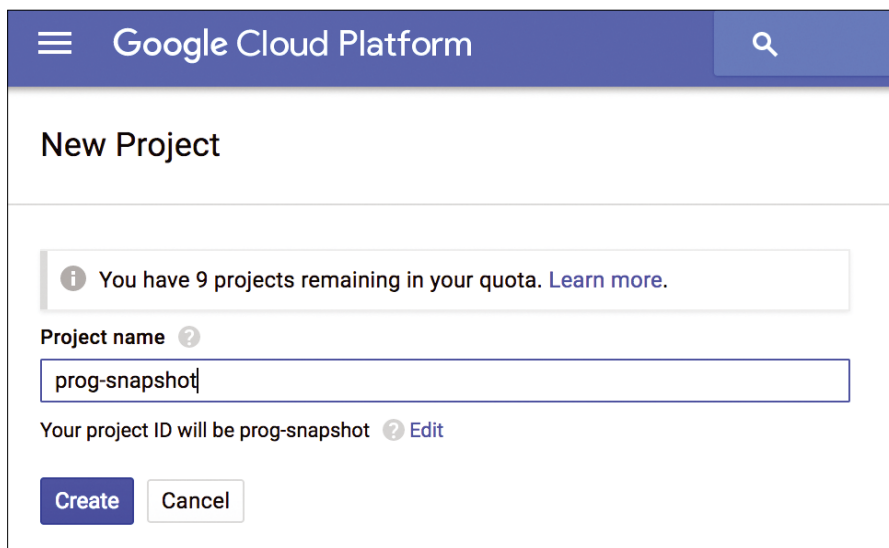 Google Cloud Platform
New Project
You have 9 projects remaining in your quota. Learn more.
Project name
prog-snapshot
Your project ID will be prog-snapshot Edit
Create Cancel